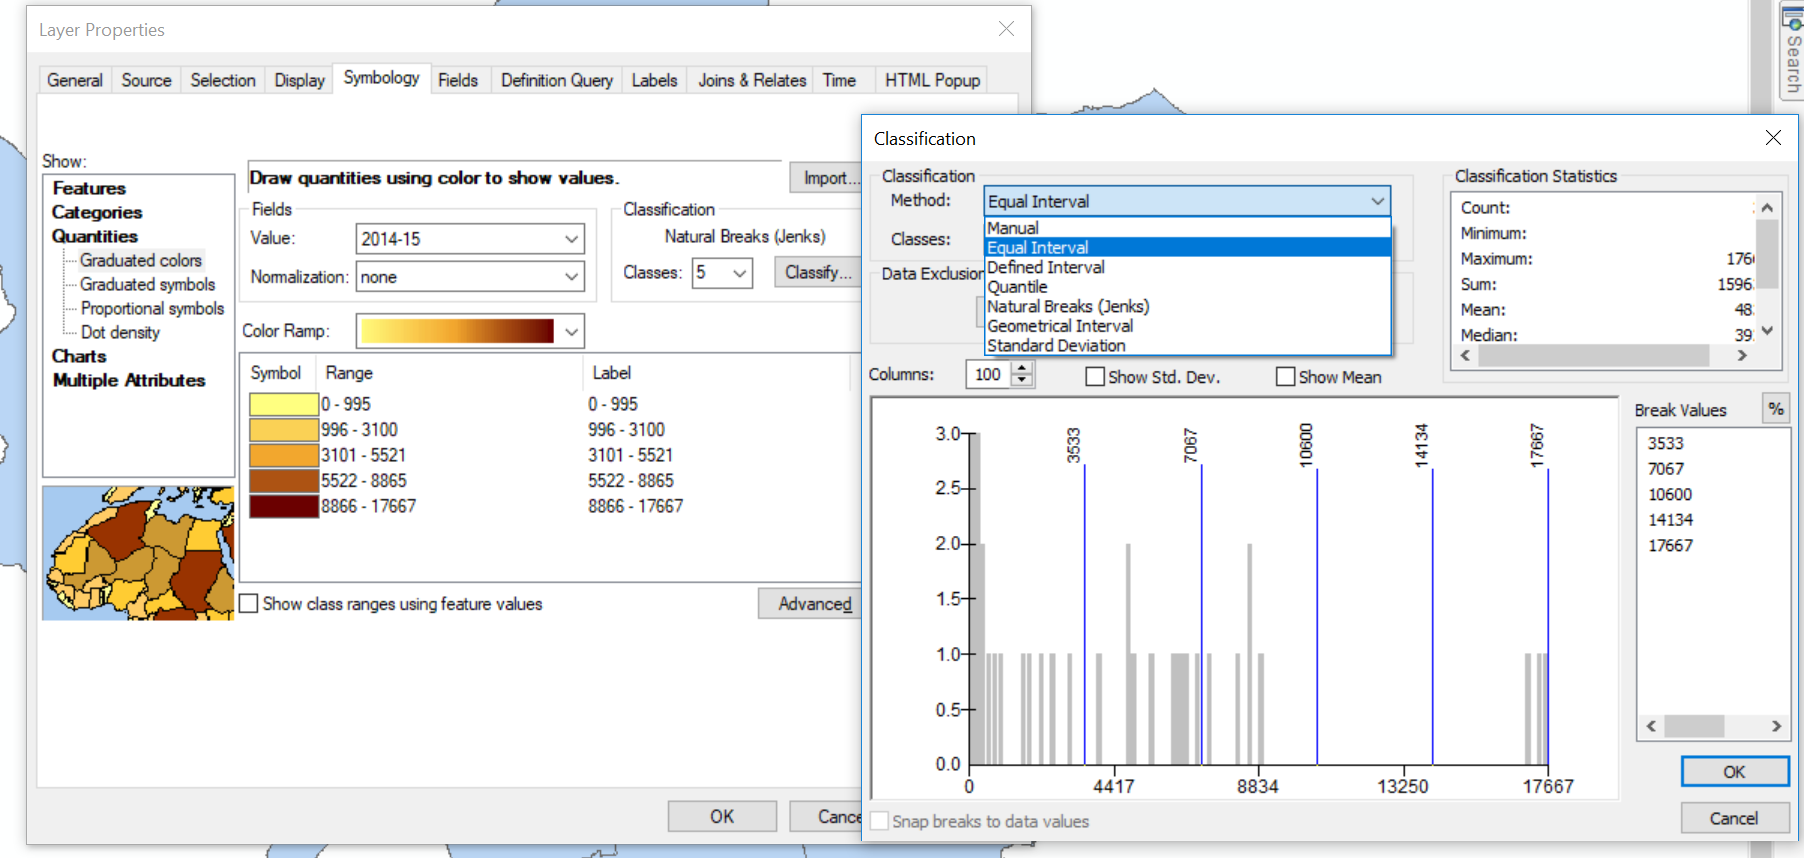 Layer Properties
General Source Selection Display Symbology Fields Definition Query Labels Joins & Relates Time HTML Popup
Show:
Features
Categories
Quantities
Graduated colors
Graduated symbols
Proportional symbols
Dot density
Charts
Multiple Attributes
Draw quantities using color to show values.
Import...
Fields
Value: 2014-15
Normalization: none
Classification
Natural Breaks (Jenks)
Classes: 5 Classify...
Color Ramp:
Symbol Range Label
0 - 995 0 - 995
996 - 3100 996 - 3100
3101 - 5521 3101 - 5521
5522 - 8865 5522 - 8865
8866 - 17667 8866 - 17667
Show class ranges using feature values
Advanced
OK
Search
Classification
Classification
Method: Equal Interval
Manual
Equal Interval
Defined Interval
Quantile
Natural Breaks (Jenks)
Geometrical Interval
Standard Deviation
Classes:
Data Exclusion
Classification Statistics
Count:
Minimum:
Maximum:
Sum:
Mean:
Median:
Columns: 100 Show Std. Dev. Show Mean
3533 7067 10600 14134 17667
3.0
2.5
2.0
1.5
1.0
0.5
0.0
0 4417 8834 13250 17667
Break Values %
3533
7067
10600
14134
17667
Snap breaks to data values
OK
Cancel